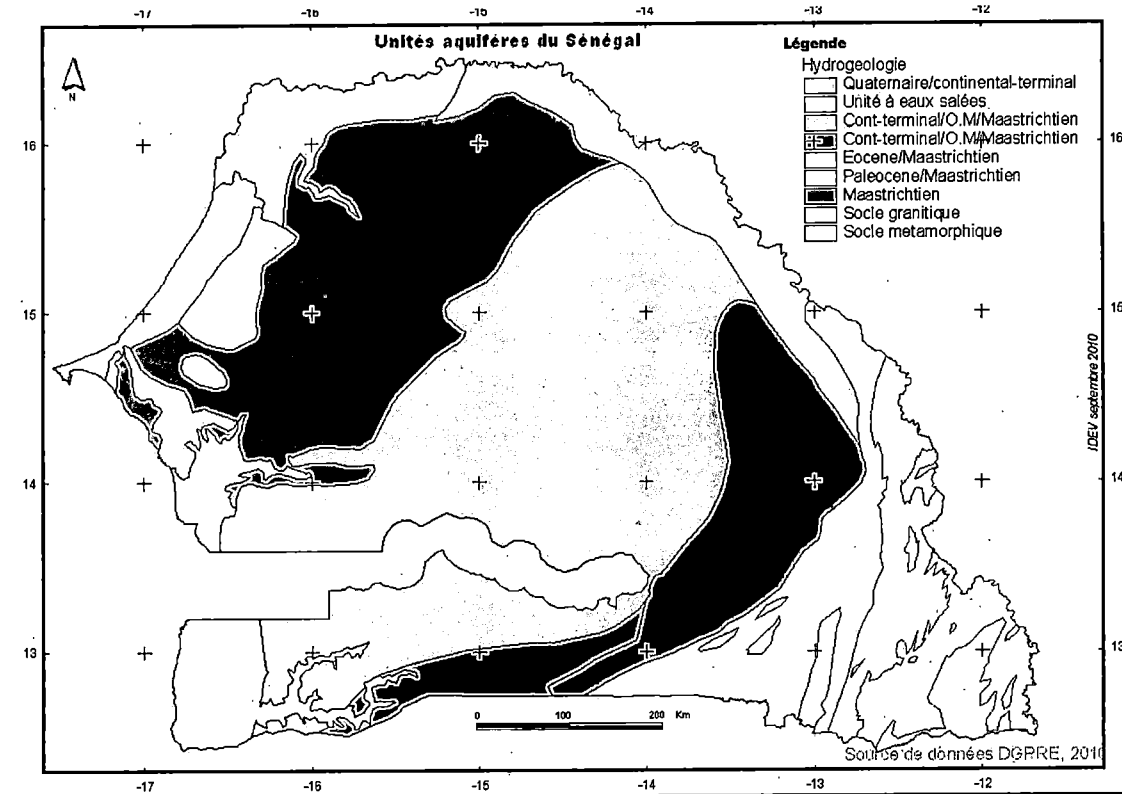 -17 -16 -15 -14 -13 -12
Unités aquiféres du Sénégal
Légende
Hydrogeologie
Quaternaire/continental-terminal
Unité à eaux salées
Cont-terminal/O.M/Maastrichtien
Cont-terminal/O.M/Maastrichtien
Eocene/Maastrichtien
Paleocene/Maastrichtien
Maastrichtien
Socle granitique
Socle metamorphique
N
16 16
15 15
14 14
13 13
IDEV septembre 2010
0 100 200 Km
Source de données DGPRE, 2010
-17 -16 -15 -14 -13 -12